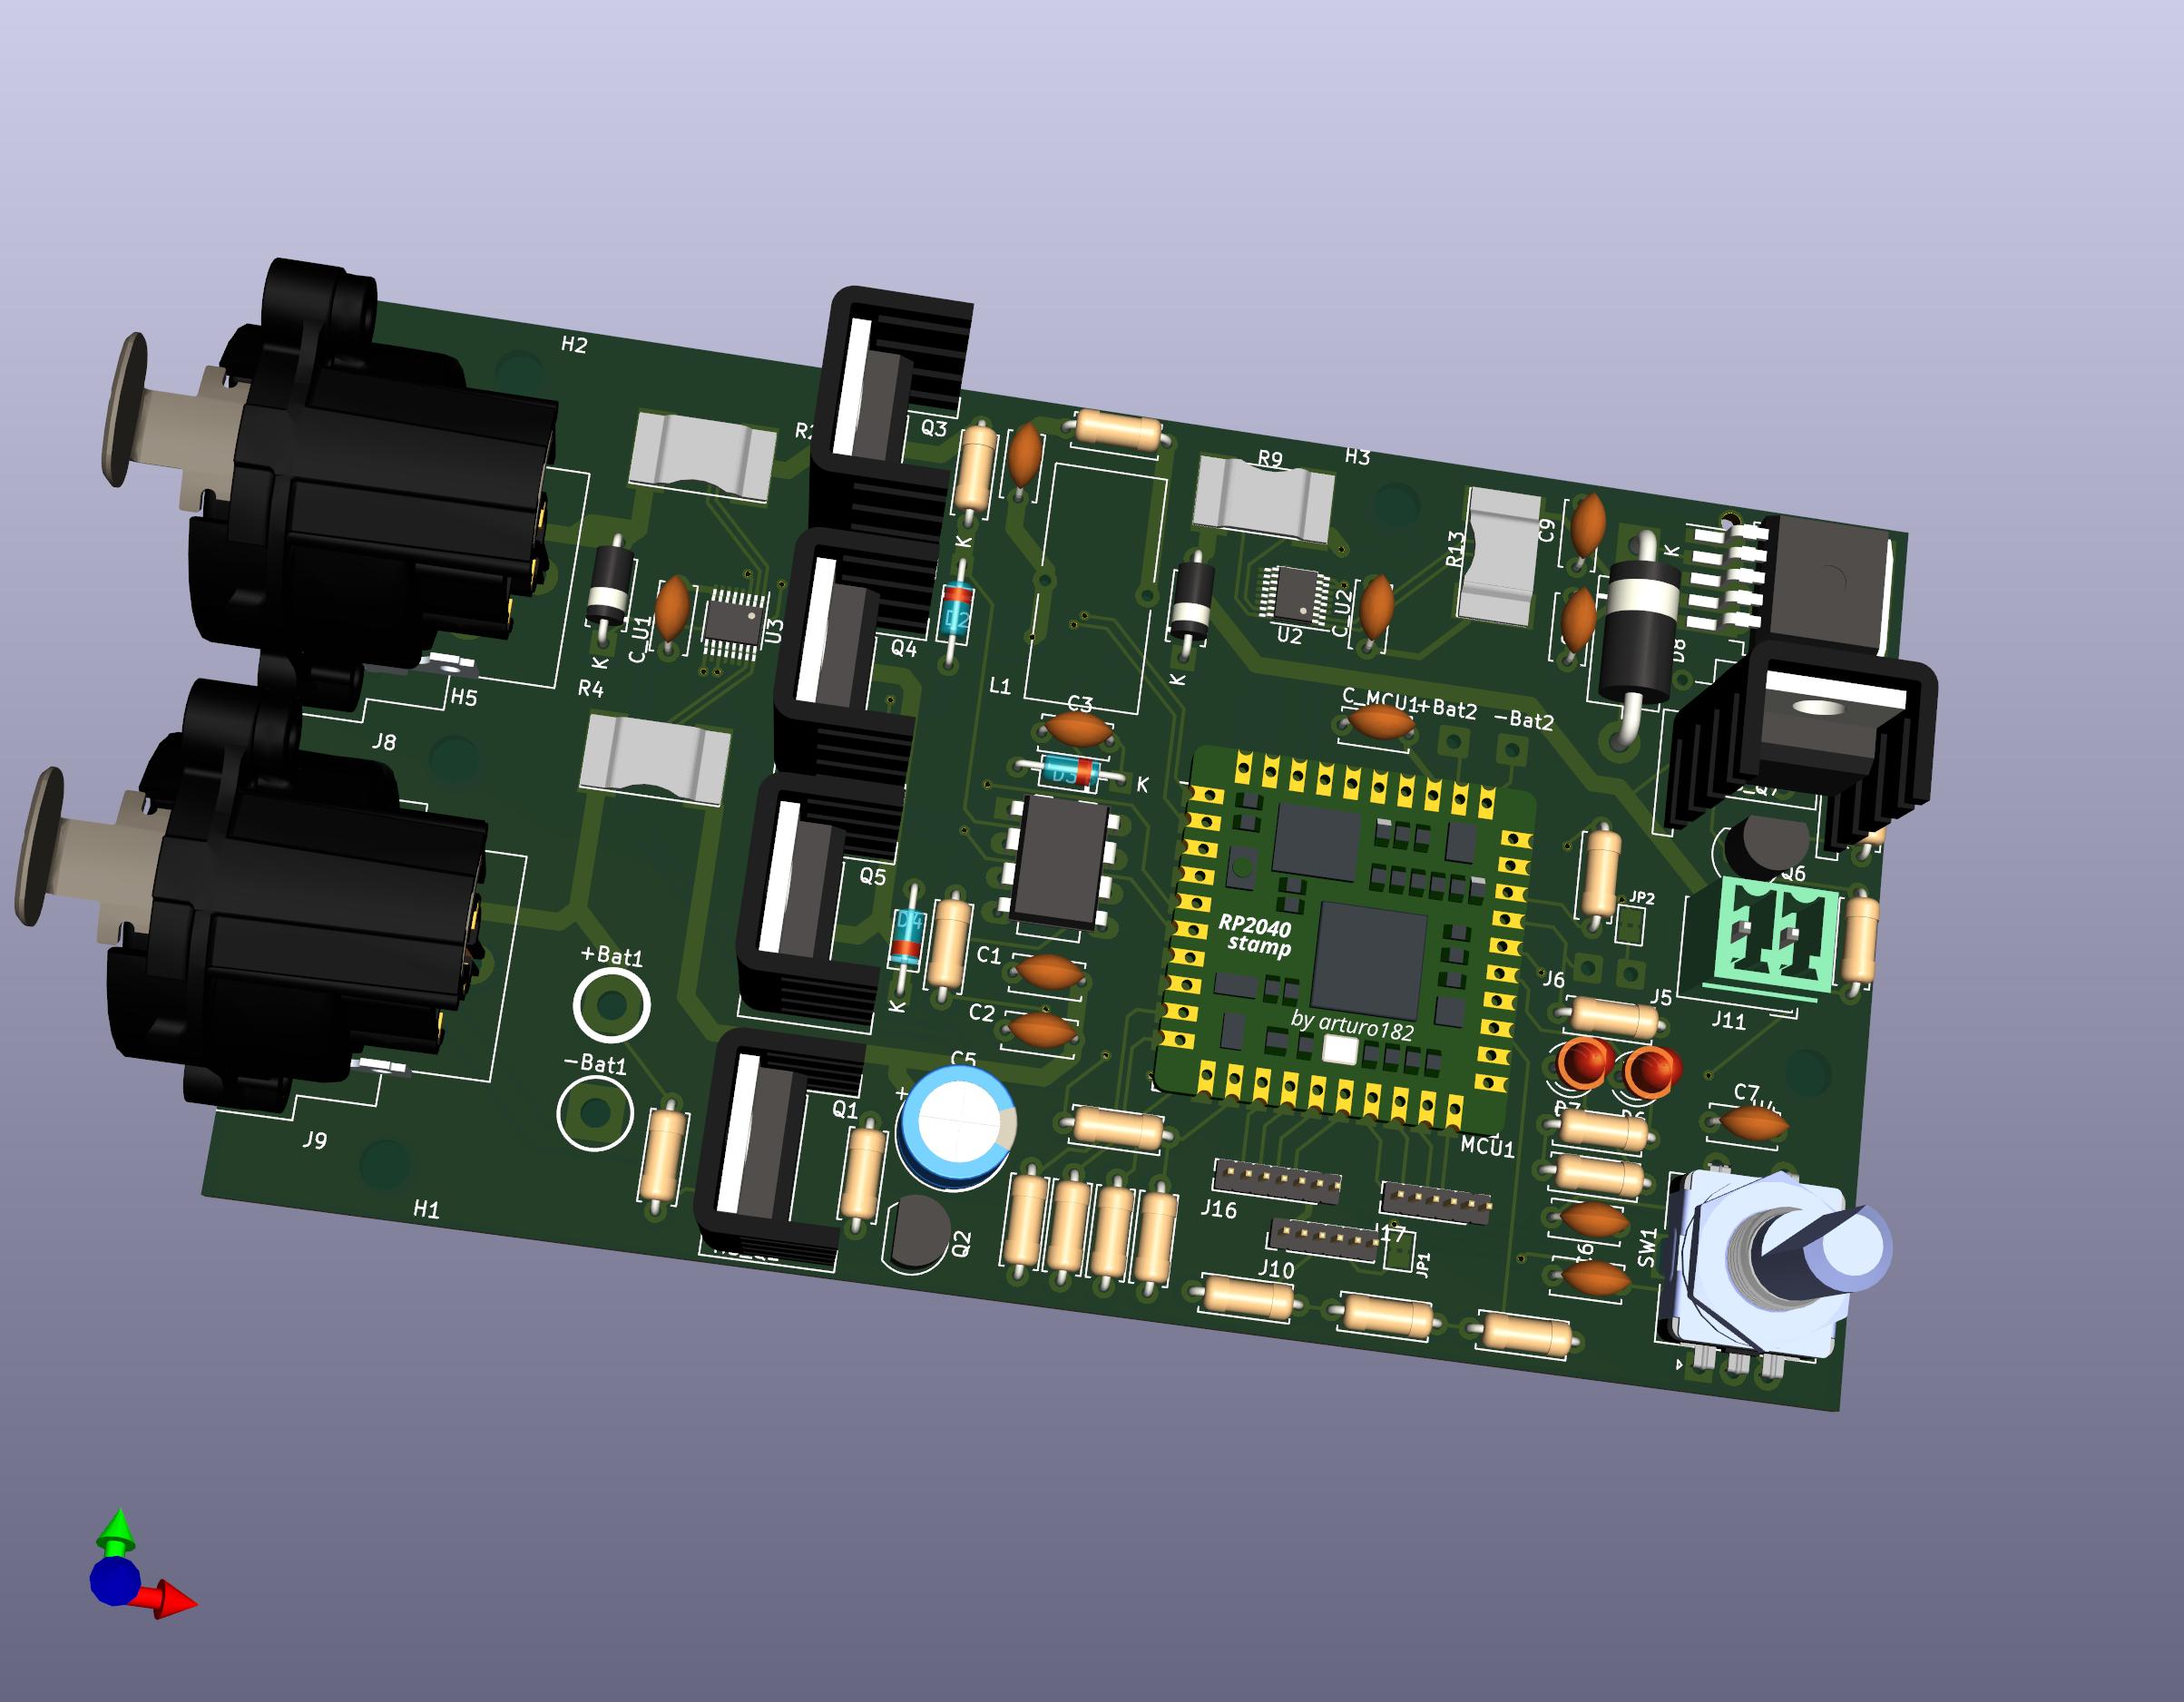 H2
Q3
R9
H3
K
C9
R13
K
D2
U3
C_U1
K
R4
Q4
U2
C_U2
K
D8
H5
L1
C3
C_MCU1
+Bat2
-Bat2
J8
D3
K
Q5
Q6
JP2
D4
RP2040
stamp
+Bat1
C1
J6
J5
K
J11
C2
by arturo182
-Bat1
C5
+
Q1
C7
J9
MCU1
H1
J16
Q2
SW1
J10
JP1